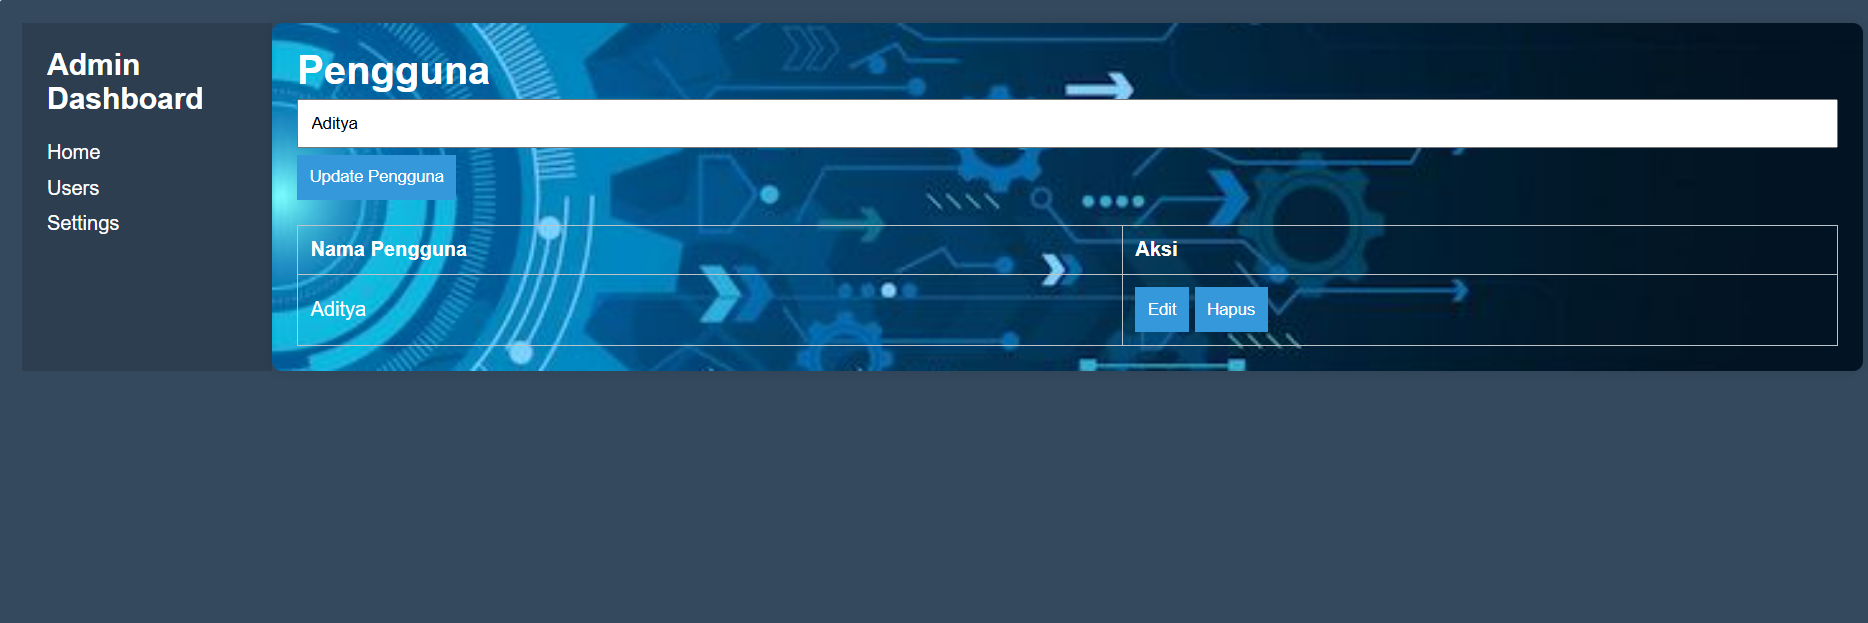 Admin
Dashboard
Home
Users
Settings
Pengguna
Aditya
Update Pengguna
Nama Pengguna Aksi
Aditya Edit Hapus